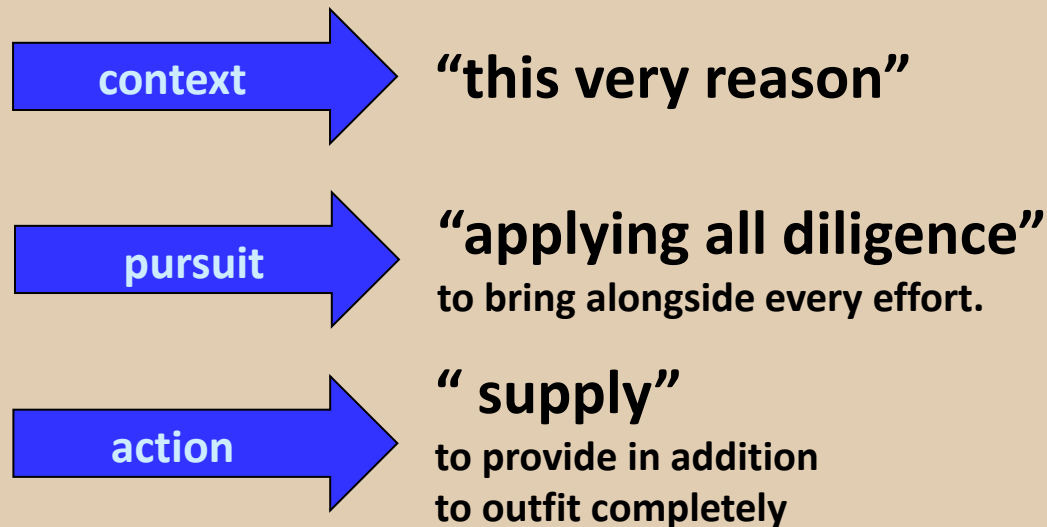 context “this very reason”
pursuit “applying all diligence”
to bring alongside every effort.
action “ supply”
to provide in addition
to outfit completely